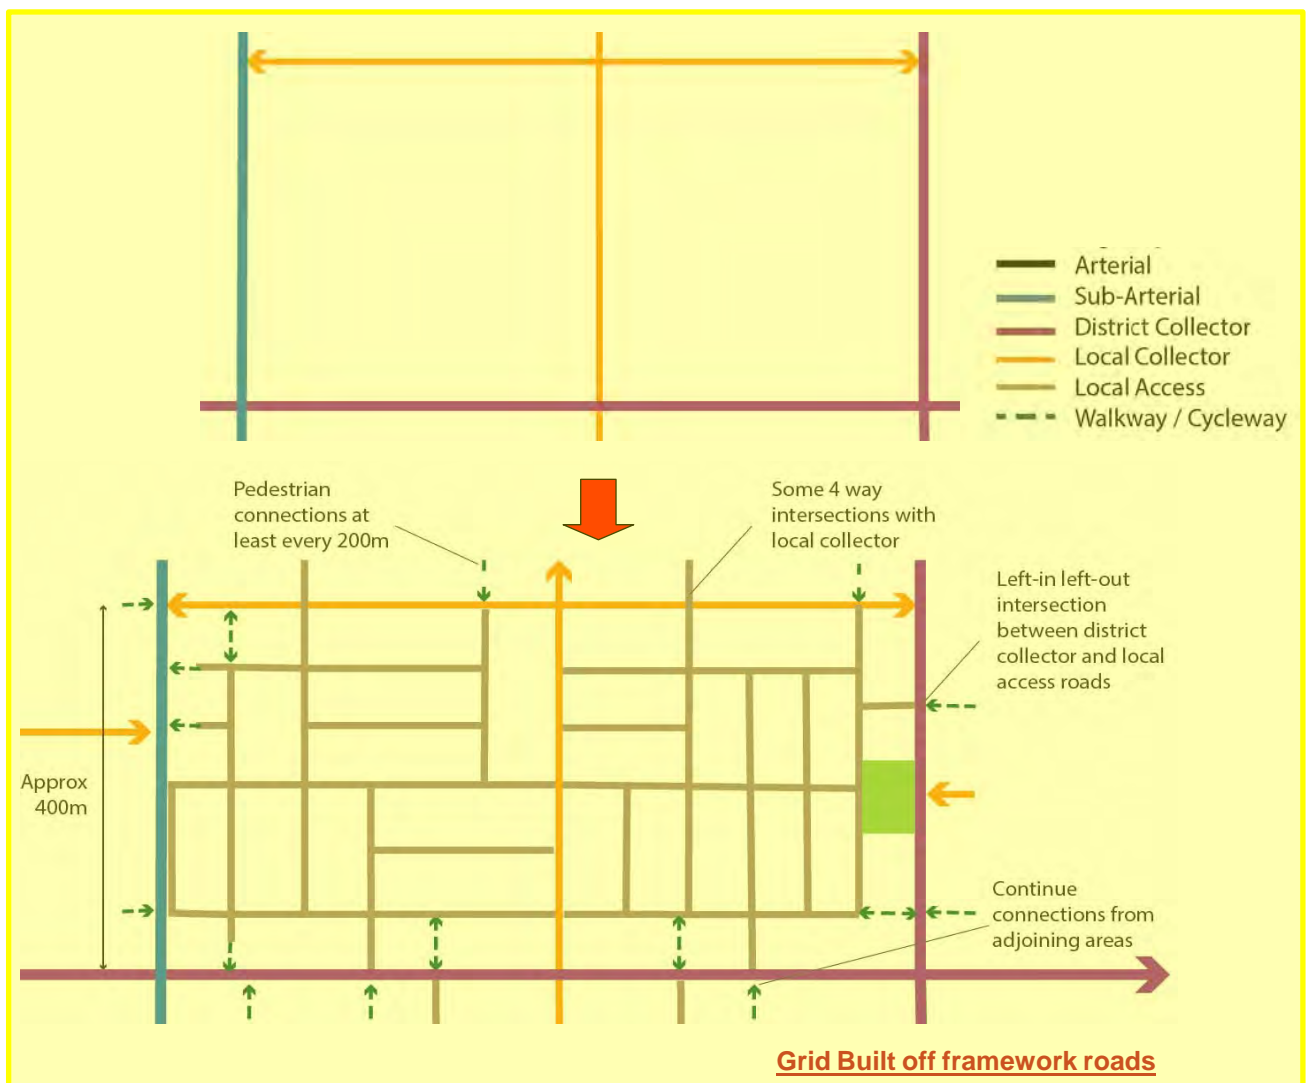 Arterial
Sub-Arterial
District Collector
Local Collector
Local Access
Walkway / Cycleway
Pedestrian
connections at
least every 200m
Some 4 way
intersections with
local collector
Left-in left-out
intersection
between district
collector and local
access roads
Approx
400m
Continue
connections from
adjoining areas
Grid Built off framework roads